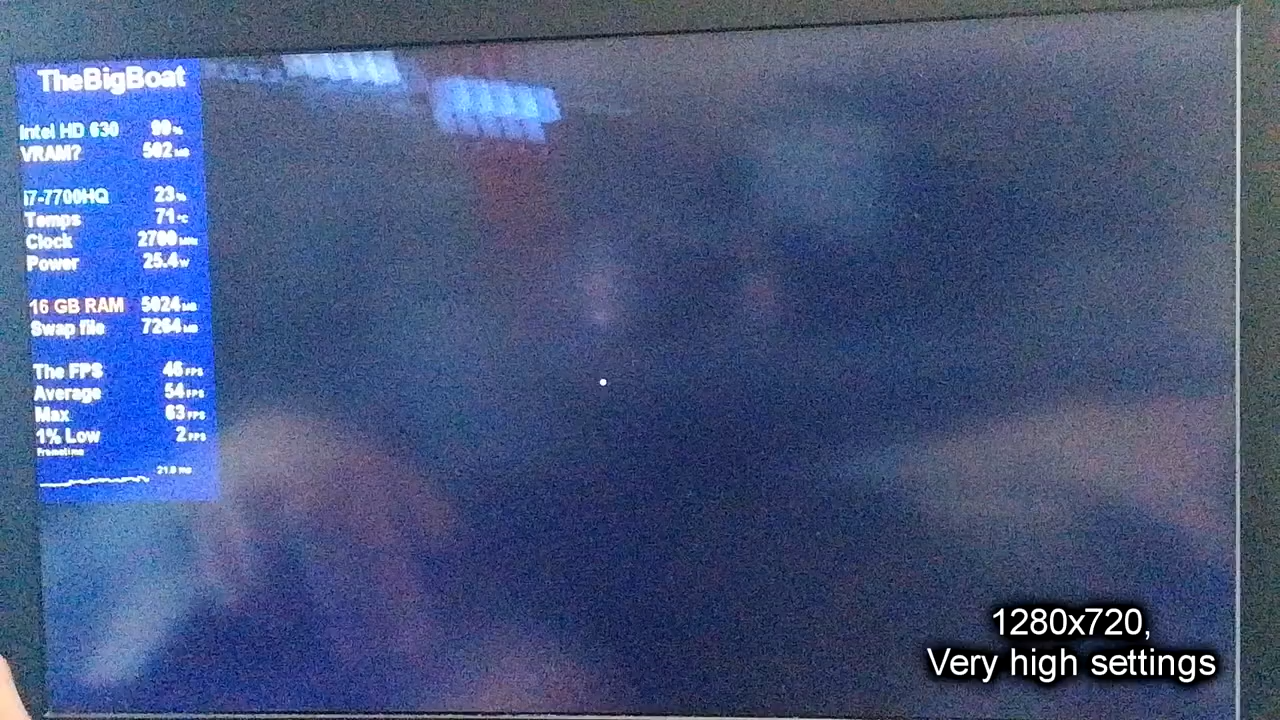 TheBigBoat
Intel HD 630 99%
VRAM? 502 MB
i7-7700HQ 23%
Temps 71°C
Clock 2700 MHz
Power 25.4 W
16 GB RAM 5024 MB
Swap file 7264 MB
The FPS 46 FPS
Average 54 FPS
Max 63 FPS
1% Low 2 FPS
Frametime
21.8 ms
1280x720,
Very high settings